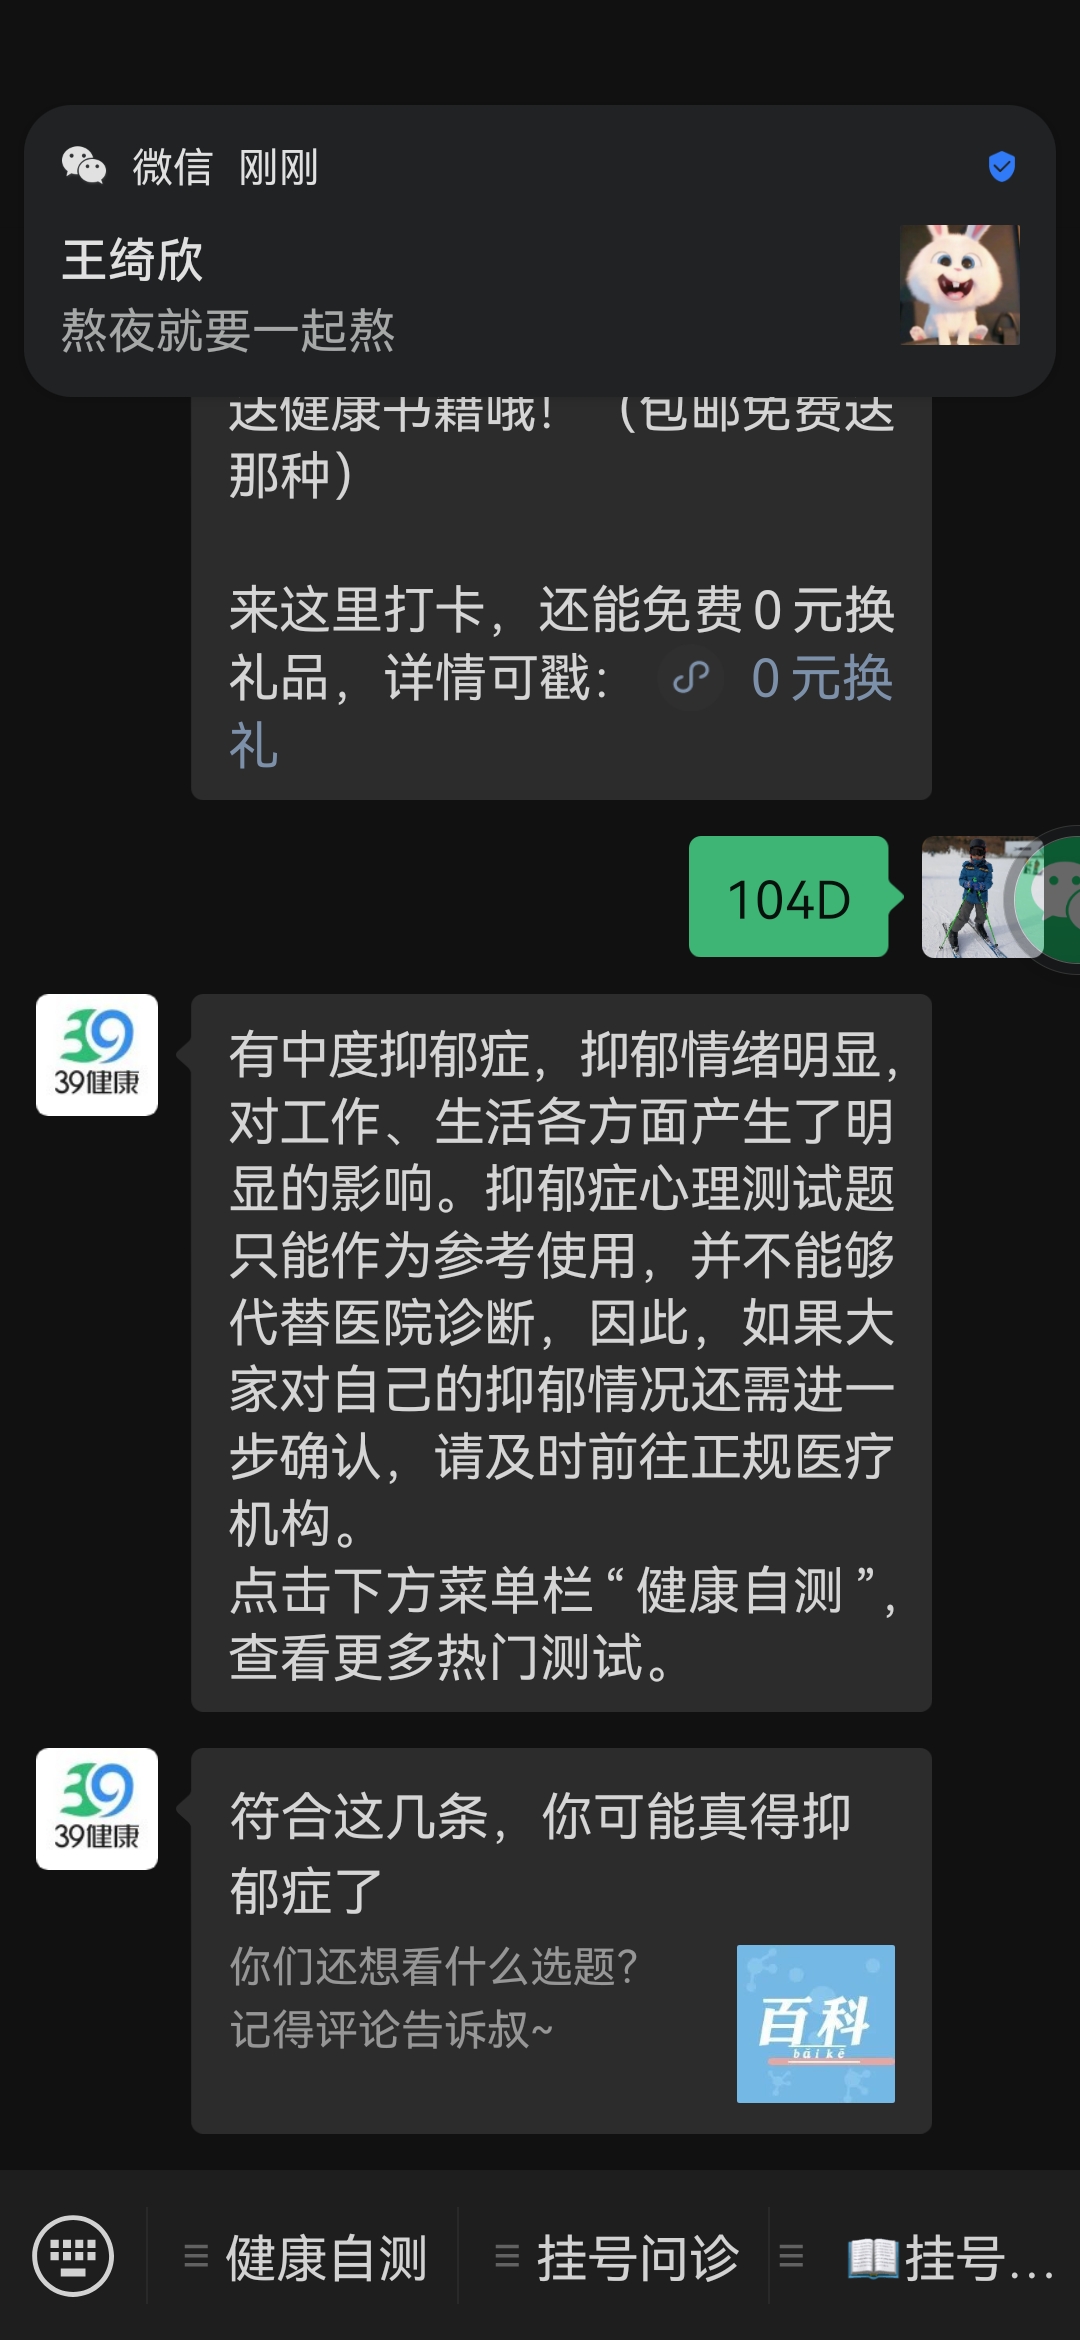 微信 刚刚
王绮欣
熬夜就要一起熬
送健康书籍哦！（包邮免费送
那种）
来这里打卡，还能免费0元换
礼品，详情可戳： 0元换
礼
104D
39健康
有中度抑郁症，抑郁情绪明显，
对工作、生活各方面产生了明
显的影响。抑郁症心理测试题
只能作为参考使用，并不能够
代替医院诊断，因此，如果大
家对自己的抑郁情况还需进一
步确认，请及时前往正规医疗
机构。
点击下方菜单栏“健康自测”，
查看更多热门测试。
39健康
符合这几条，你可能真得抑
郁症了
你们还想看什么选题？
记得评论告诉叔~
百科
bāi kē
健康自测
挂号问诊
挂号...